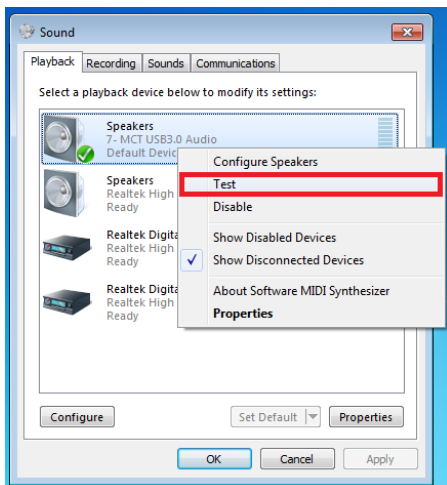 Sound
Playback Recording Sounds Communications
Select a playback device below to modify its settings:
Speakers
7- MCT USB3.0 Audio
Default Devic
Speakers
Realtek High
Ready
Realtek Digita
Realtek High
Ready
Realtek Digita
Realtek High
Ready
Configure Speakers
Test
Disable
Show Disabled Devices
Show Disconnected Devices
About Software MIDI Synthesizer
Properties
Configure Set Default Properties
OK Cancel Apply